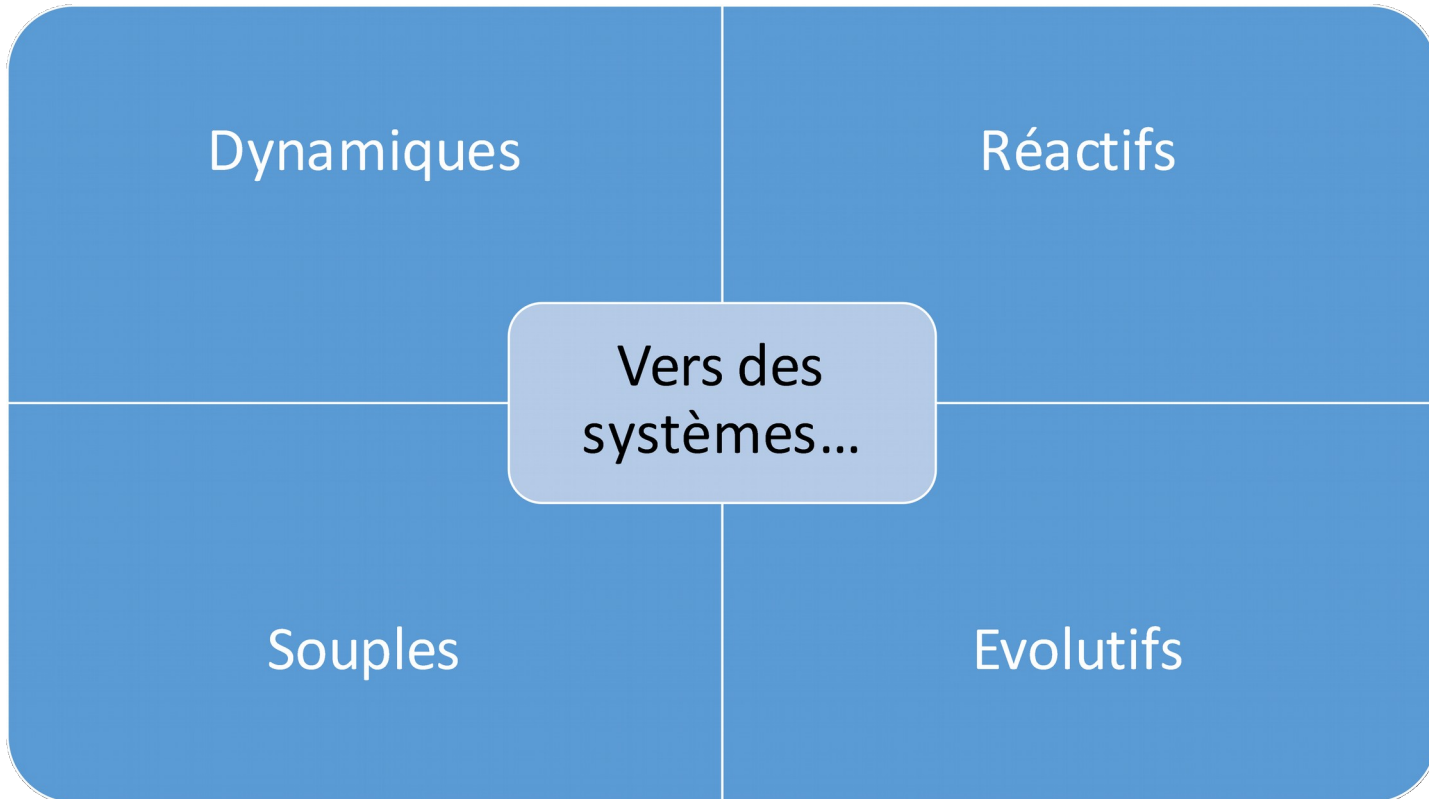 Dynamiques
Réactifs
Vers des
systèmes...
Souples
Evolutifs